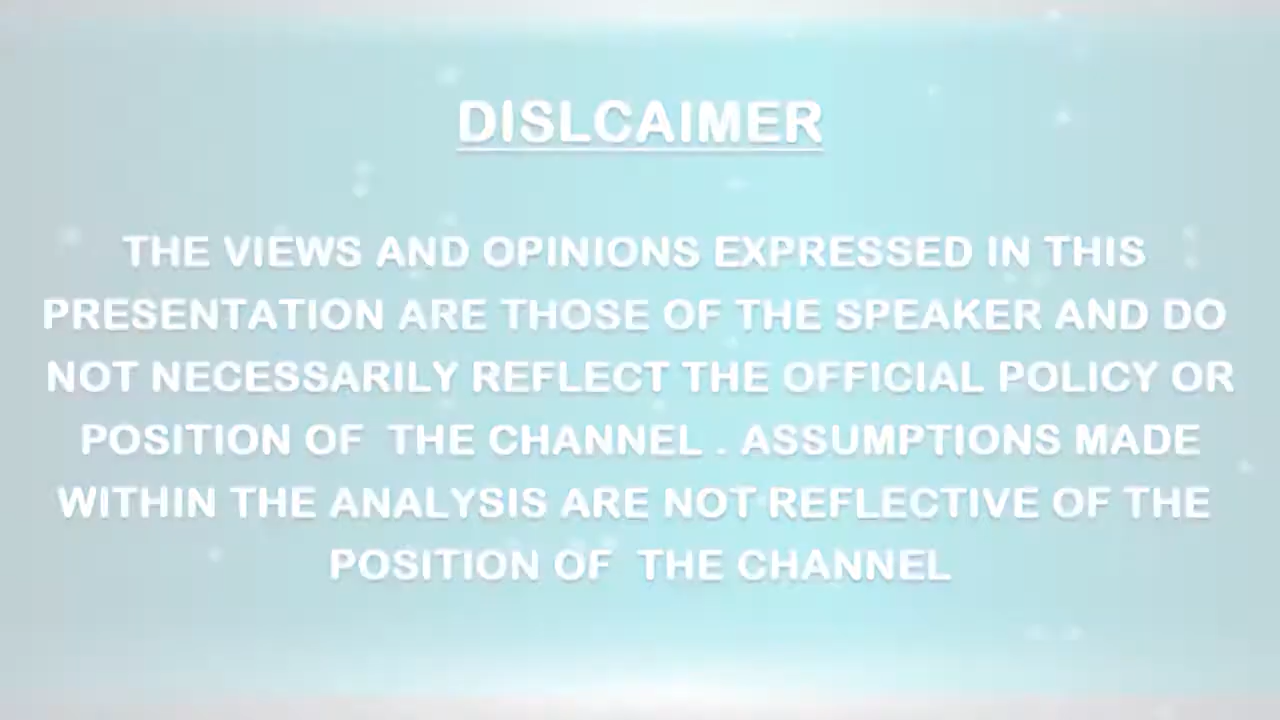 DISLCAIMER
THE VIEWS AND OPINIONS EXPRESSED IN THIS
PRESENTATION ARE THOSE OF THE SPEAKER AND DO
NOT NECESSARILY REFLECT THE OFFICIAL POLICY OR
POSITION OF  THE CHANNEL . ASSUMPTIONS MADE
WITHIN THE ANALYSIS ARE NOT REFLECTIVE OF THE
POSITION OF  THE CHANNEL